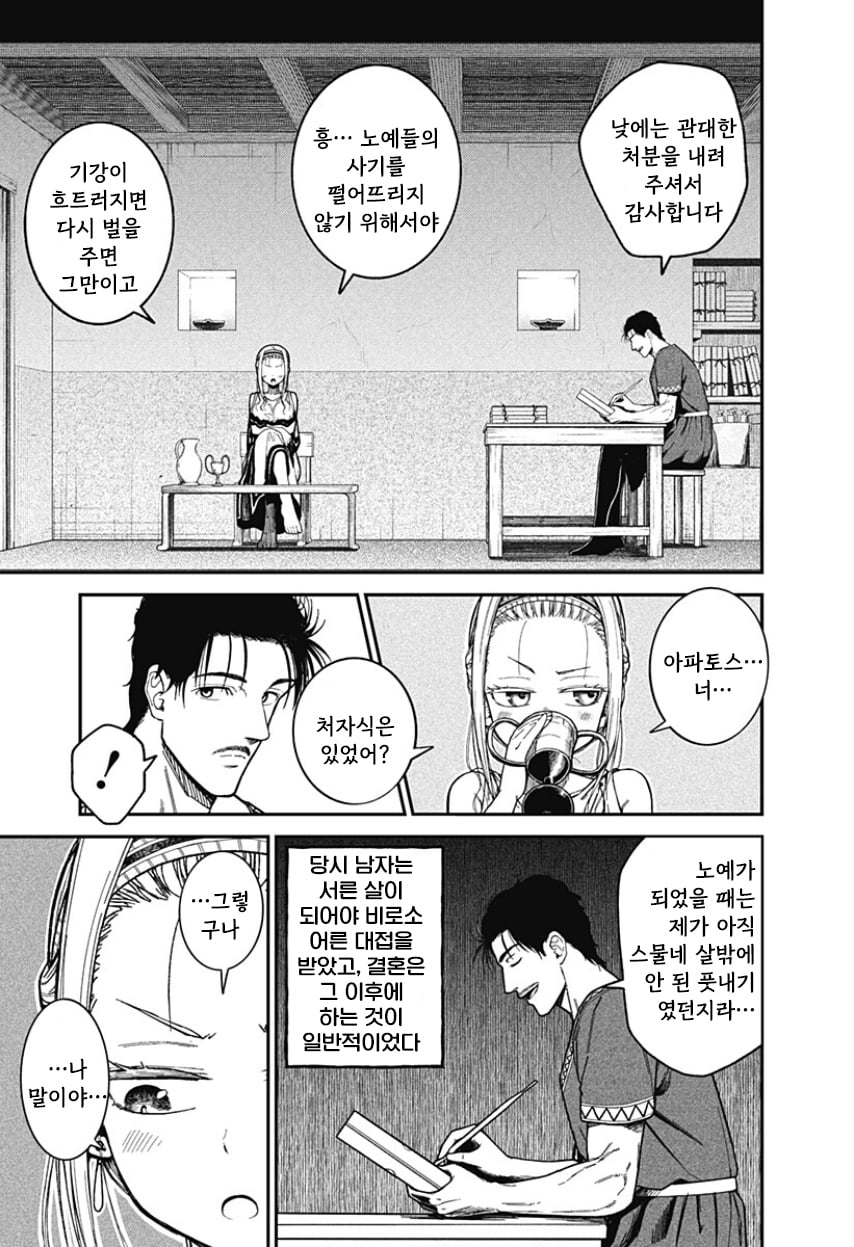 낮에는 관대한
처분을 내려
주셔서
감사합니다
흥… 노예들의
사기를
떨어뜨리지
않기 위해서야
기강이
흐트러지면
다시 벌을
주면
그만이고
아파토스…
너…
처자식은
있었어?
!
노예가
되었을 때는
제가 아직
스물네 살밖에
안 된 풋내기
였던지라…
당시 남자는
서른 살이
되어야 비로소
어른 대접을
받았고, 결혼은
그 이후에
하는 것이
일반적이었다
…그렇
구나
…나
말이야…